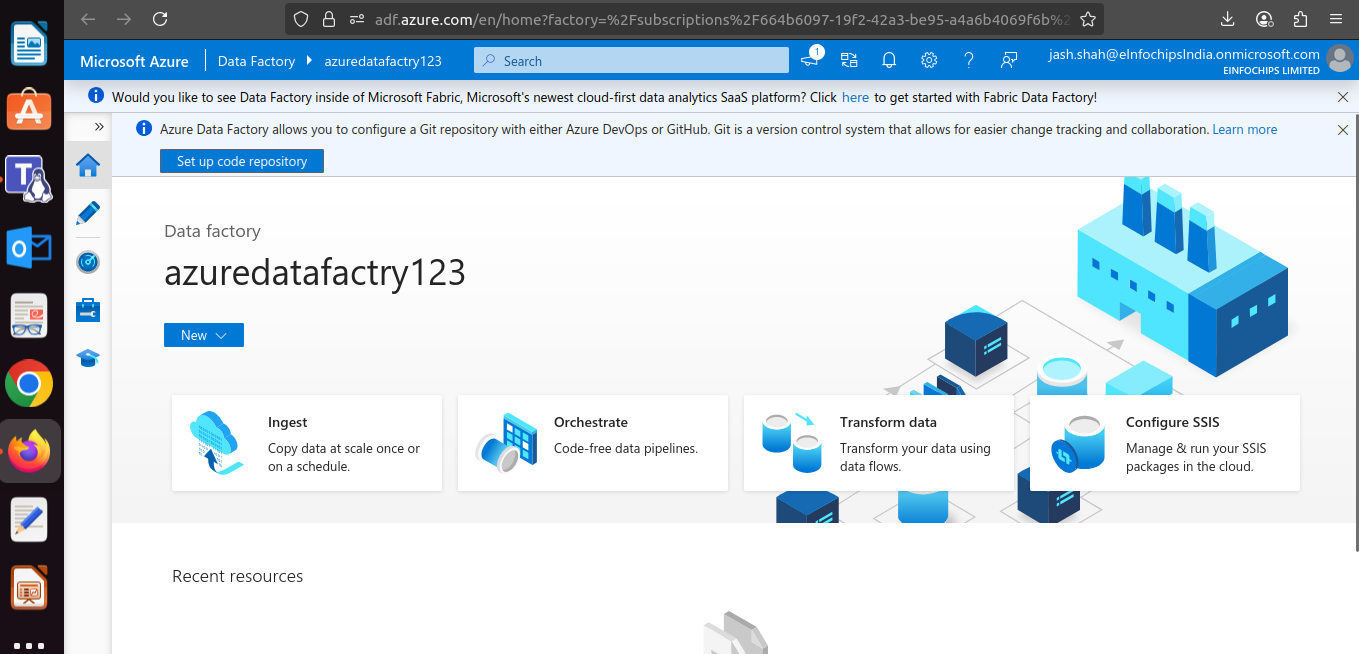 adf.azure.com/en/home?factory=%2Fsubscriptions%2F664b6097-19f2-42a3-be95-a4a6b4069f6b%2
Microsoft Azure
Data Factory
azuredatafactry123
Search
1
jash.shah@eInfochipsIndia.onmicrosoft.com
EINFOCHIPS LIMITED
Would you like to see Data Factory inside of Microsoft Fabric, Microsoft's newest cloud-first data analytics SaaS platform? Click here to get started with Fabric Data Factory!
Azure Data Factory allows you to configure a Git repository with either Azure DevOps or GitHub. Git is a version control system that allows for easier change tracking and collaboration. Learn more
Set up code repository
Data factory
azuredatafactry123
New
Ingest
Copy data at scale once or
on a schedule.
Orchestrate
Code-free data pipelines.
Transform data
Transform your data using
data flows.
Configure SSIS
Manage & run your SSIS
packages in the cloud.
Recent resources